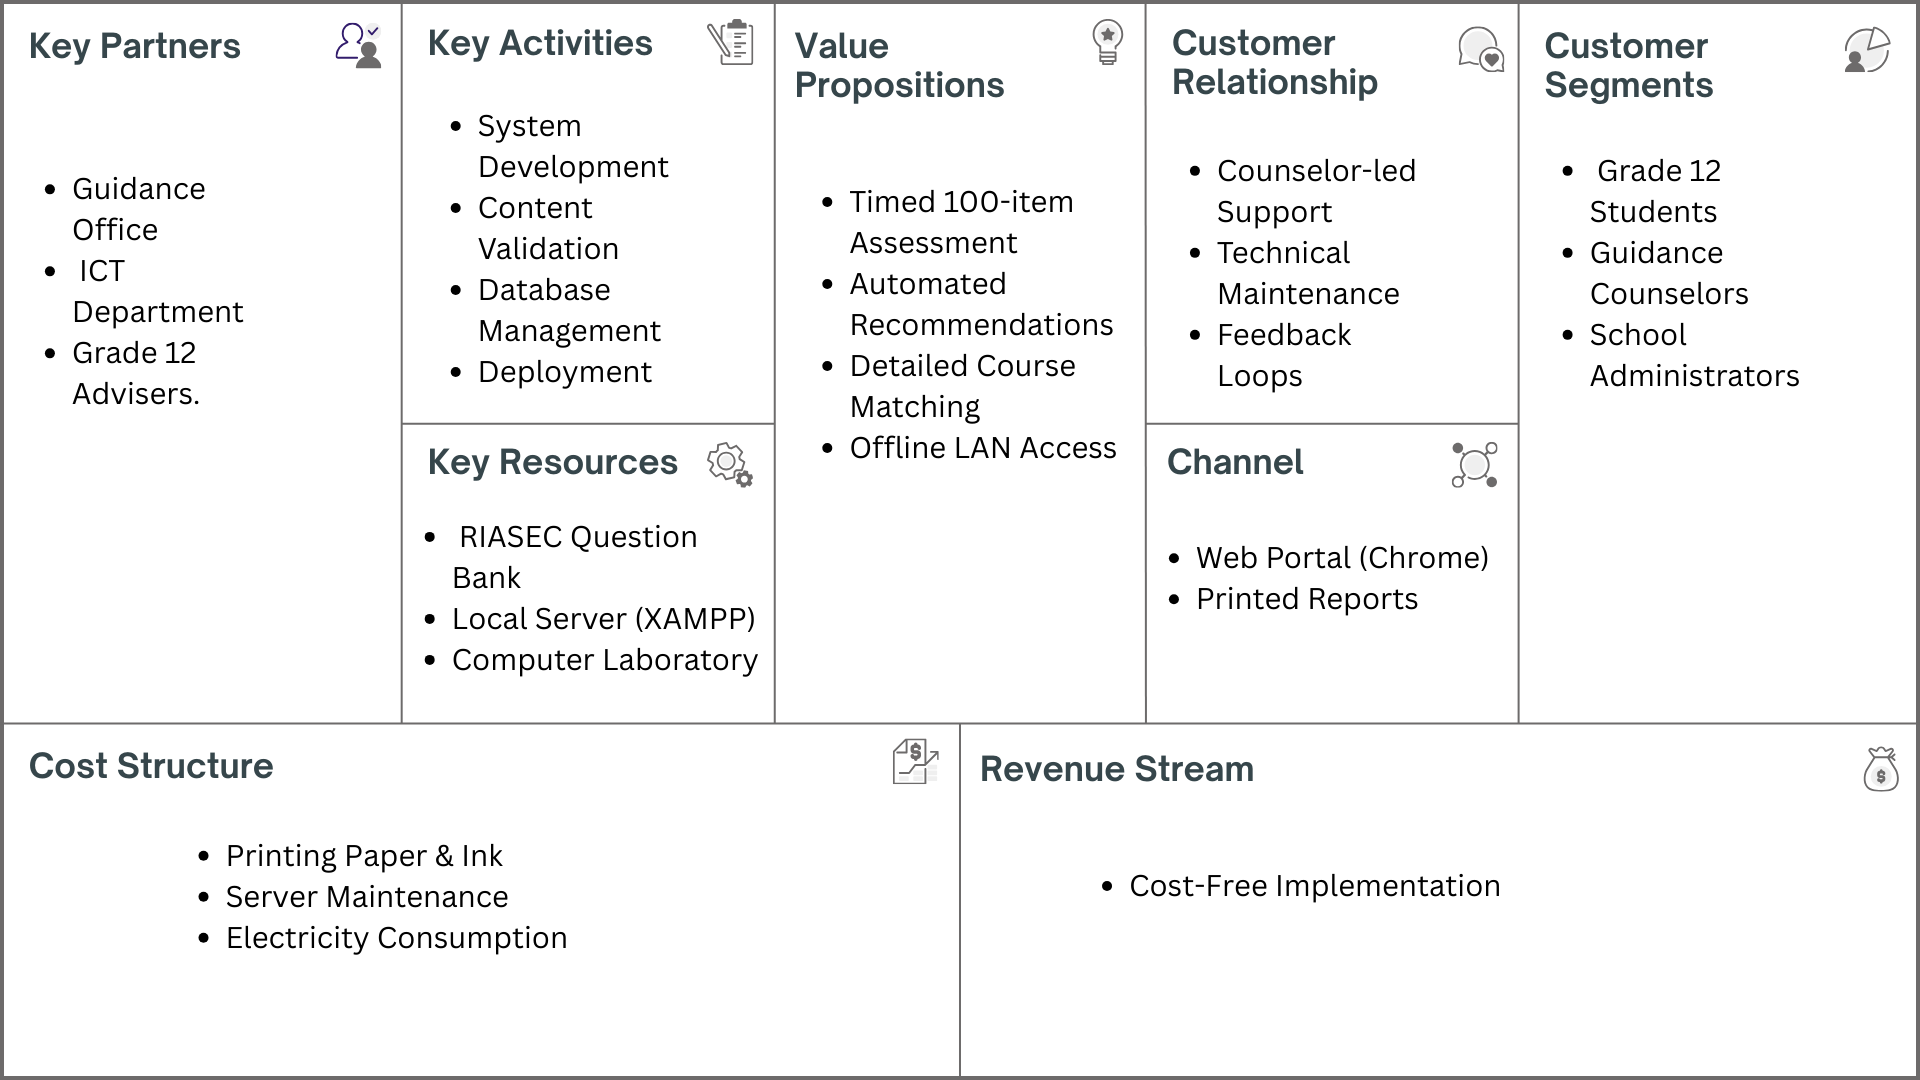 Key Partners
• Guidance
Office
• ICT
Department
• Grade 12
Advisers.
Key Activities
• System
Development
• Content
Validation
• Database
Management
• Deployment
Key Resources
• RIASEC Question
Bank
• Local Server (XAMPP)
• Computer Laboratory
Value
Propositions
• Timed 100-item
Assessment
• Automated
Recommendations
• Detailed Course
Matching
• Offline LAN Access
Customer
Relationship
• Counselor-led
Support
• Technical
Maintenance
• Feedback
Loops
Channel
• Web Portal (Chrome)
• Printed Reports
Customer
Segments
• Grade 12
Students
• Guidance
Counselors
• School
Administrators
Cost Structure
• Printing Paper & Ink
• Server Maintenance
• Electricity Consumption
Revenue Stream
• Cost-Free Implementation